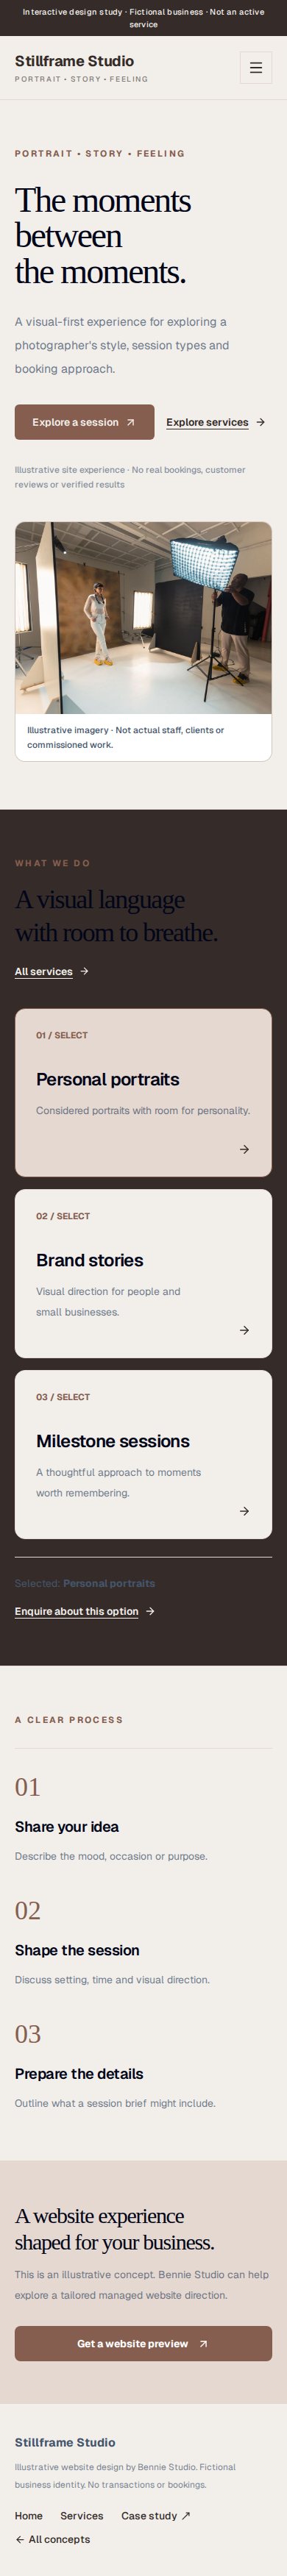 Interactive design study · Fictional business · Not an active
service
Stillframe Studio
PORTRAIT • STORY • FEELING
PORTRAIT • STORY • FEELING
The moments
between
the moments.
A visual-first experience for exploring a
photographer's style, session types and
booking approach.
Explore a session ↗
Explore services →
Illustrative site experience · No real bookings, customer
reviews or verified results
Illustrative imagery · Not actual staff, clients or
commissioned work.
WHAT WE DO
A visual language
with room to breathe.
All services →
01 / SELECT
Personal portraits
Considered portraits with room for personality.
→
02 / SELECT
Brand stories
Visual direction for people and
small businesses.
→
03 / SELECT
Milestone sessions
A thoughtful approach to moments
worth remembering.
→
Selected: Personal portraits
Enquire about this option →
A CLEAR PROCESS
01
Share your idea
Describe the mood, occasion or purpose.
02
Shape the session
Discuss setting, time and visual direction.
03
Prepare the details
Outline what a session brief might include.
A website experience
shaped for your business.
This is an illustrative concept. Bennie Studio can help
explore a tailored managed website direction.
Get a website preview ↗
Stillframe Studio
Illustrative website design by Bennie Studio. Fictional
business identity. No transactions or bookings.
Home Services Case study ↗
← All concepts